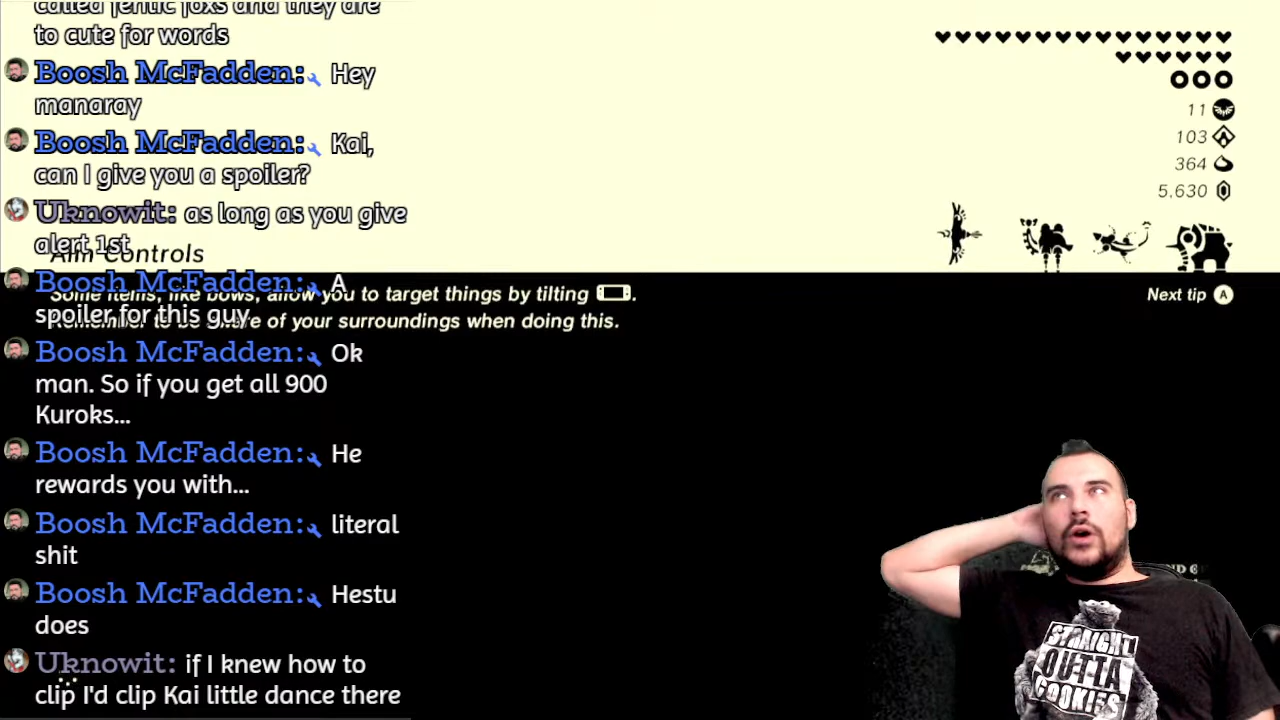 called fenric foxs and they are
to cute for words
Boosh McFadden: Hey
manaray
Boosh McFadden: Kai,
can I give you a spoiler?
Uknowit: as long as you give
alert 1st
Boosh McFadden: A
spoiler for this guy
Boosh McFadden: Ok
man. So if you get all 900
Kuroks...
Boosh McFadden: He
rewards you with...
Boosh McFadden: literal
shit
Boosh McFadden: Hestu
does
Uknowit: if I knew how to
clip I'd clip Kai little dance there
Aim Controls
Some items, like bows, allow you to target things by tilting
Remember to be aware of your surroundings when doing this.
11
103
364
5,630
Next tip A
STRAIGHT
OUTTA
COOKIES